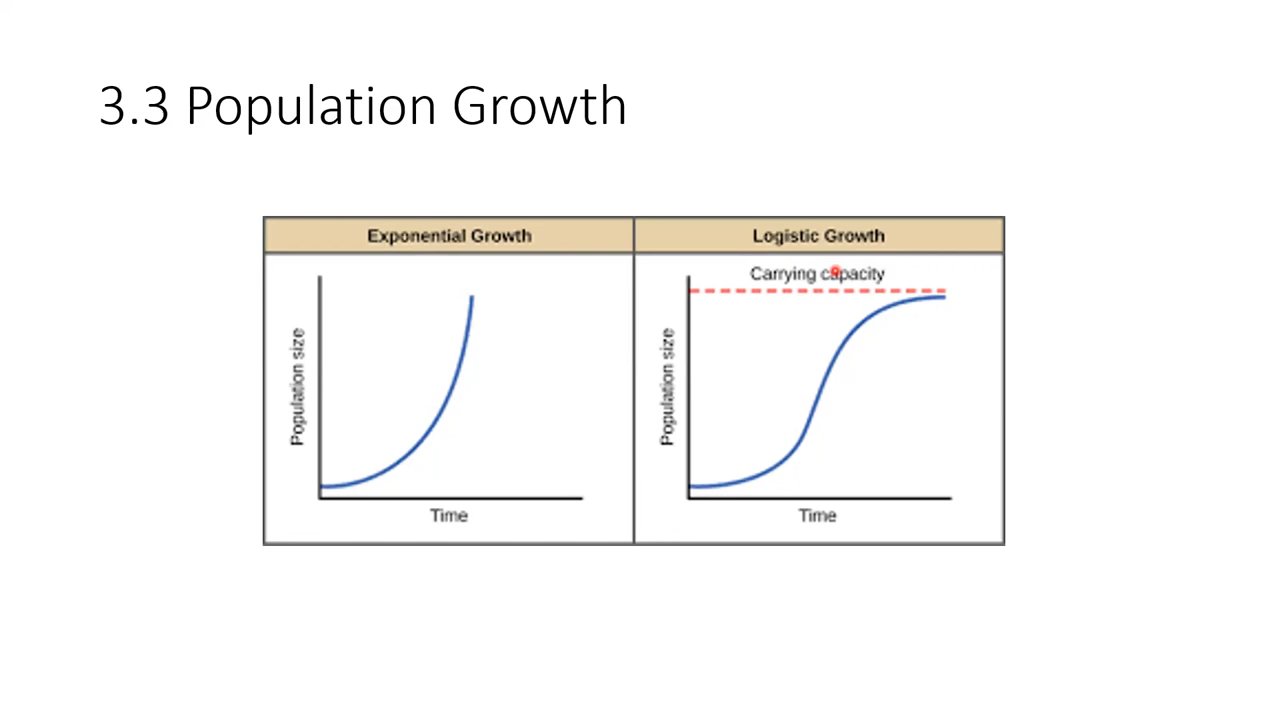 3.3 Population Growth
Exponential Growth
Logistic Growth
Population size
Time
Carrying capacity
Population size
Time